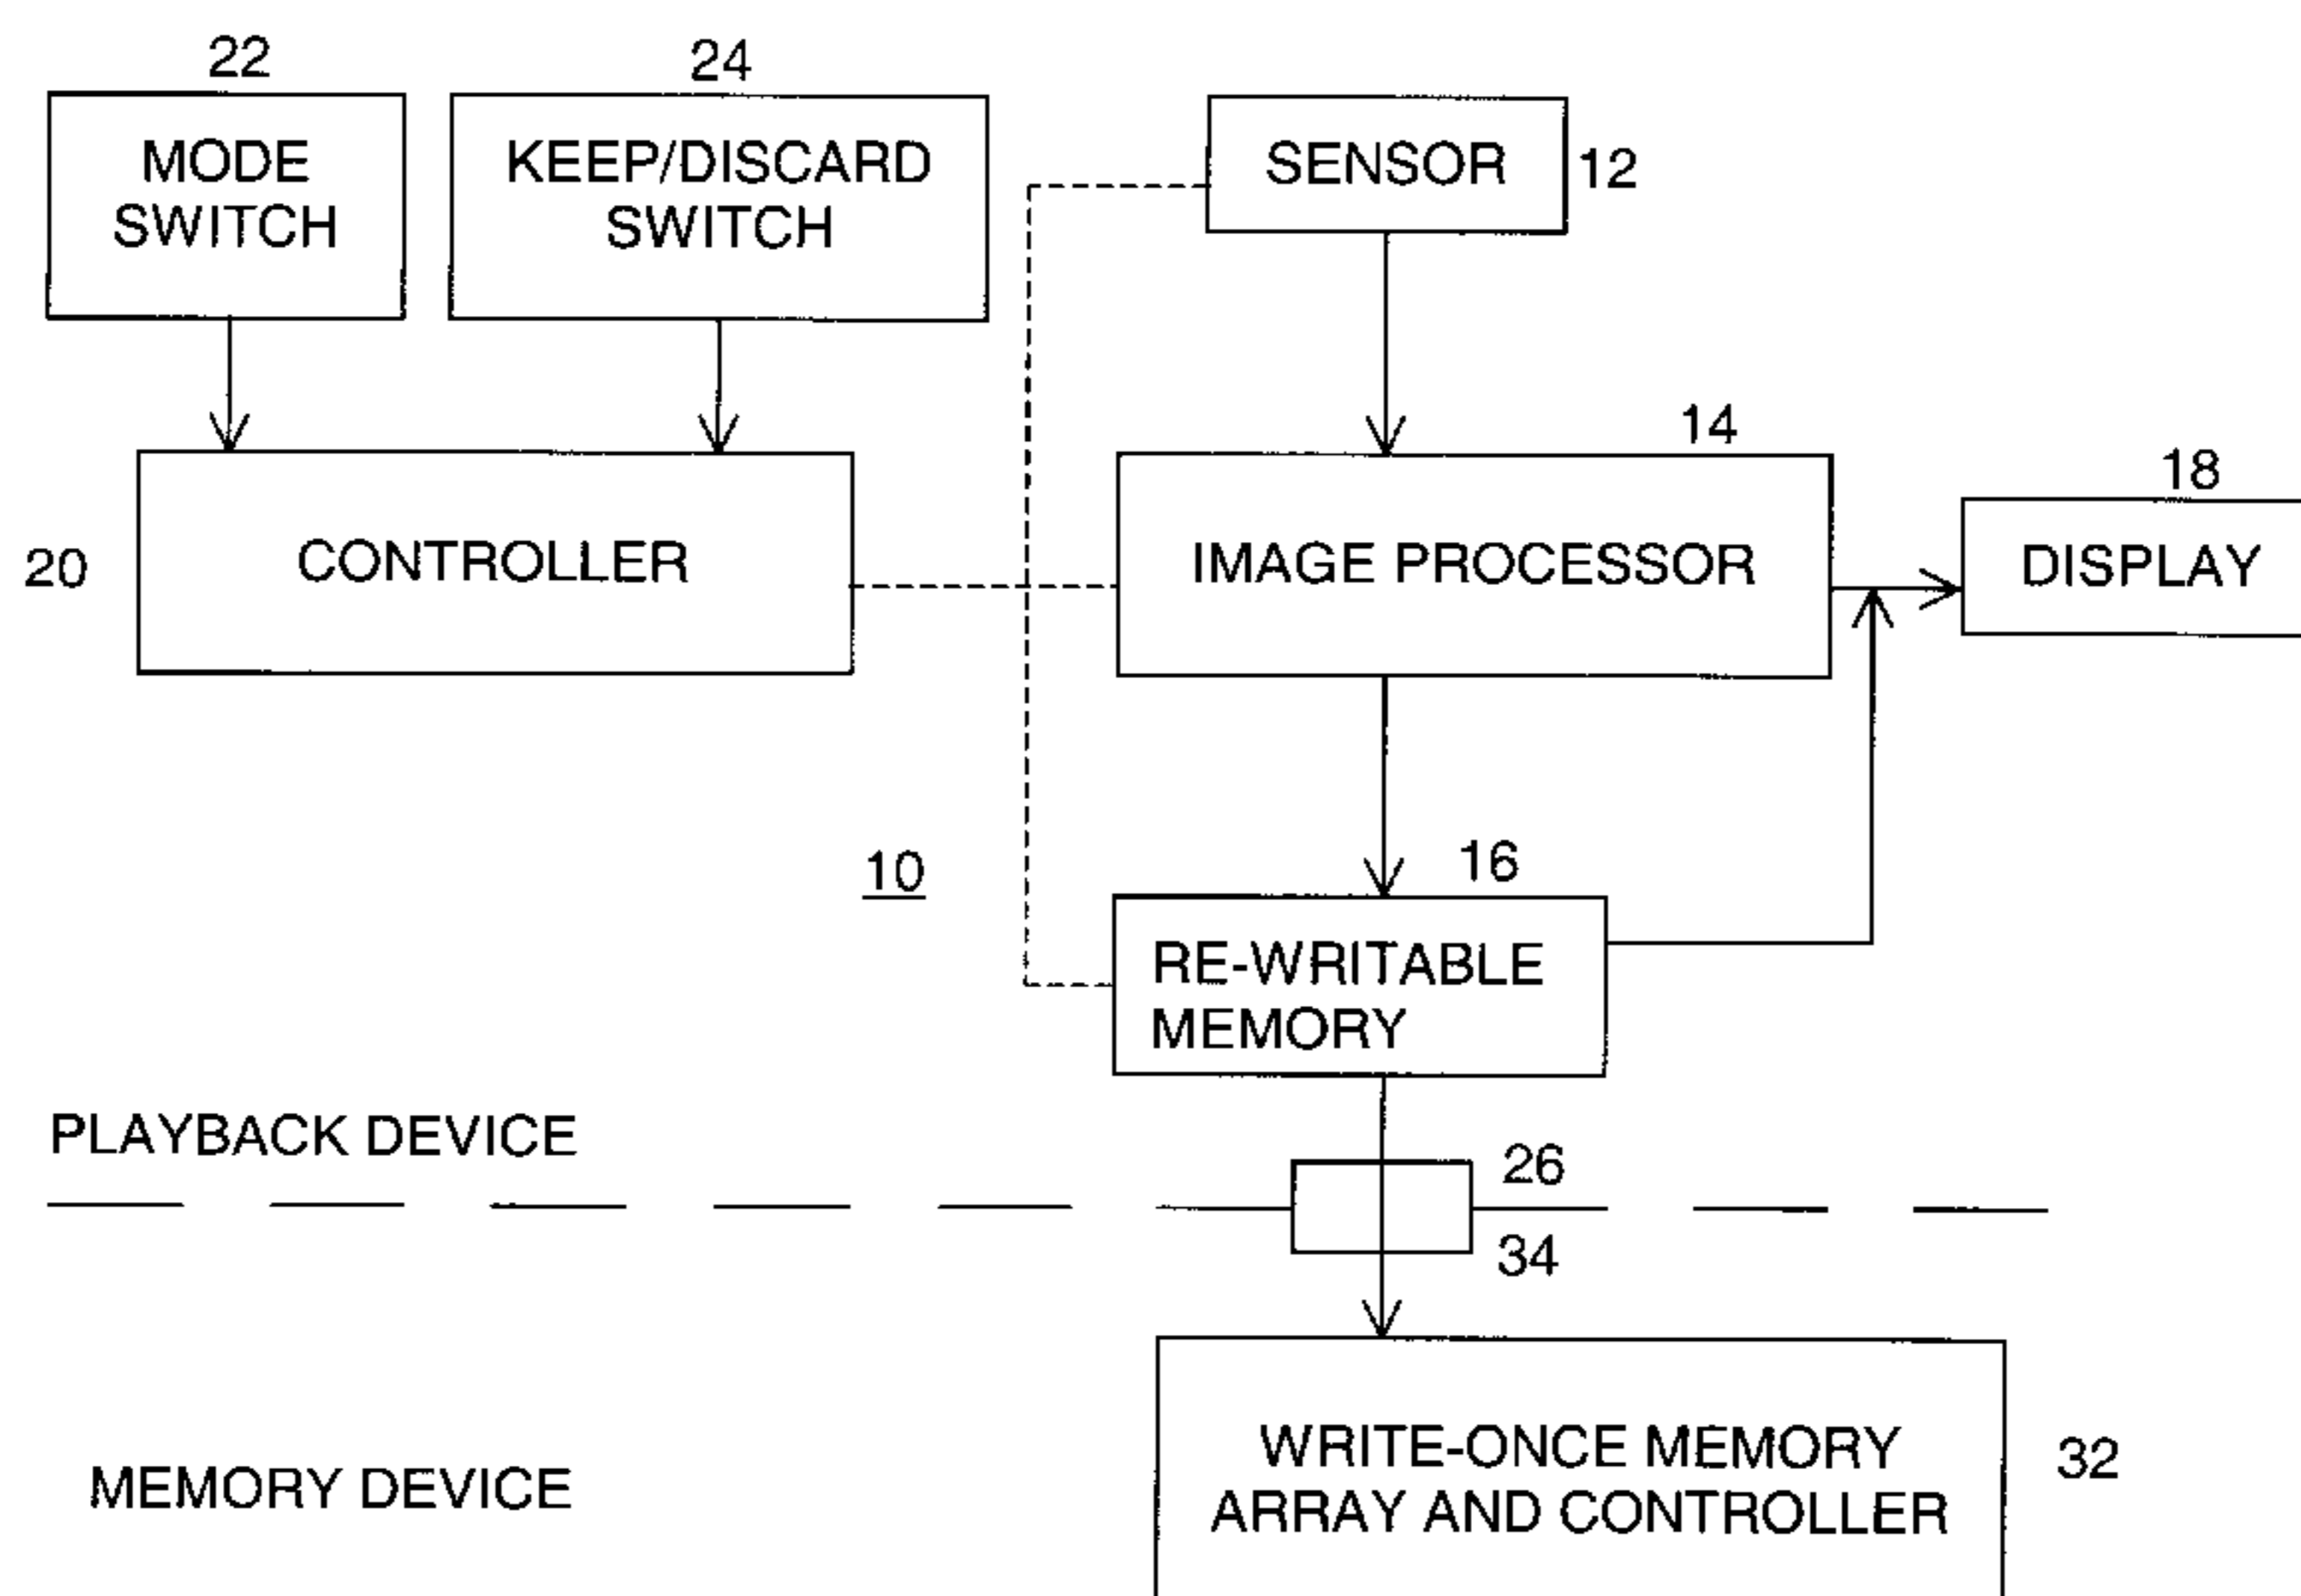 22
24
MODE
SWITCH
KEEP/DISCARD
SWITCH
SENSOR
12
14
18
20
CONTROLLER
IMAGE PROCESSOR
DISPLAY
10
16
RE-WRITABLE
MEMORY
PLAYBACK DEVICE
26
34
MEMORY DEVICE
WRITE-ONCE MEMORY
ARRAY AND CONTROLLER
32